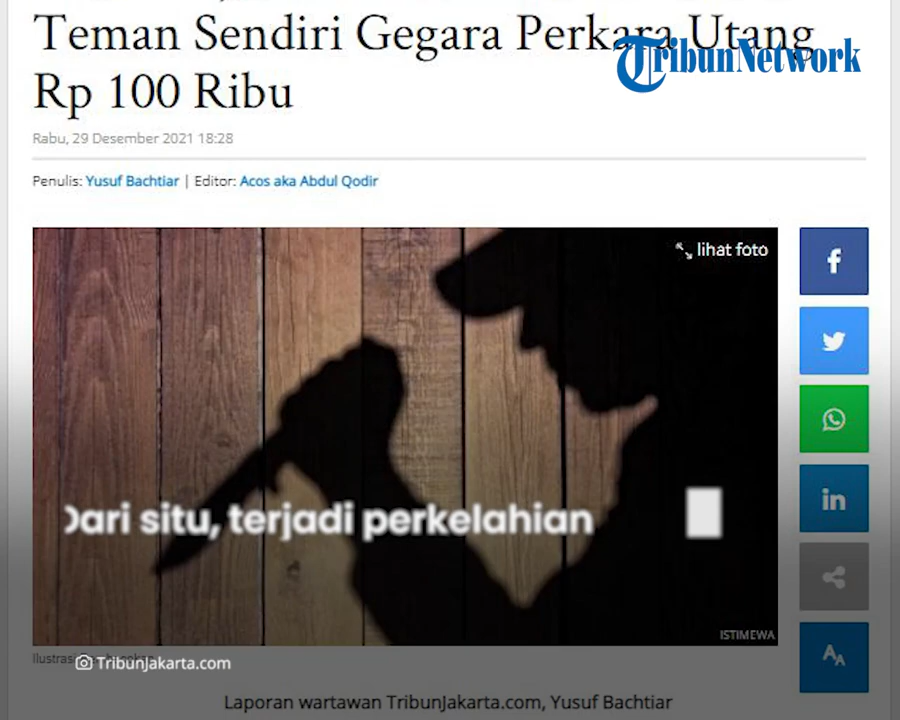 Teman Sendiri Gegara Perkara Utang
TribunNetwork
Rp 100 Ribu
Rabu, 29 Desember 2021 18:28
Penulis: Yusuf Bachtiar | Editor: Acos aka Abdul Qodir
lihat foto
Dari situ, terjadi perkelahian
ISTIMEWA
Ilustrasi
TribunJakarta.com
Laporan wartawan TribunJakarta.com, Yusuf Bachtiar